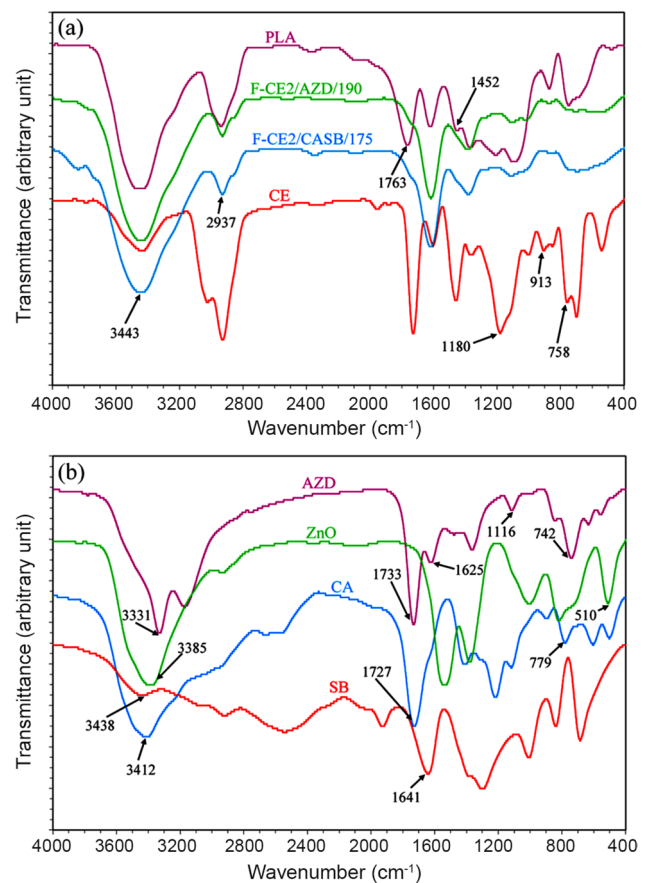 (a)
PLA
F-CE2/AZD/190
1452
F-CE2/CASB/175
1763
2937
CE
3443
913
1180
758
Transmittance (arbitrary unit)
4000 3600 3200 2800 2400 2000 1600 1200 800 400
Wavenumber (cm⁻¹)
(b)
AZD
1116
ZnO
742
1625
1733
CA
3331
3385
510
779
1727
SB
3438
3412
1641
Transmittance (arbitrary unit)
4000 3600 3200 2800 2400 2000 1600 1200 800 400
Wavenumber (cm⁻¹)